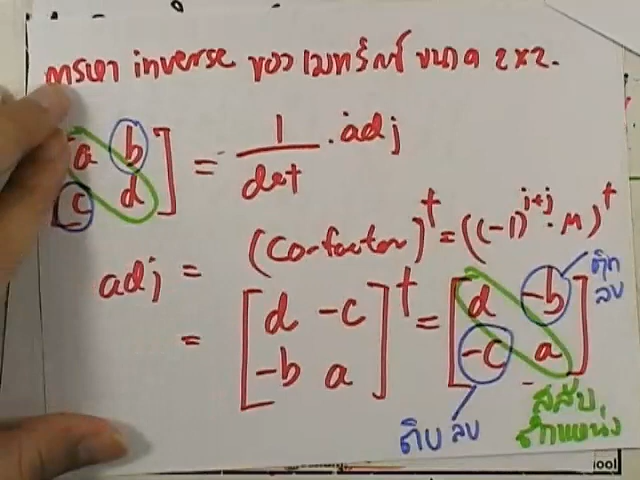 การหา inverse ของ เมทริกซ์ ขนาด 2x2.
[a b
c d] = 1/det . adj
adj = (Co-factor)^t = ((-1)^(i+j) . M)^t
= [d -c
-b a]^t = [d -b
-c a]
ติด
ลบ
ติด ลบ
สลับ
ตำแหน่ง
ool